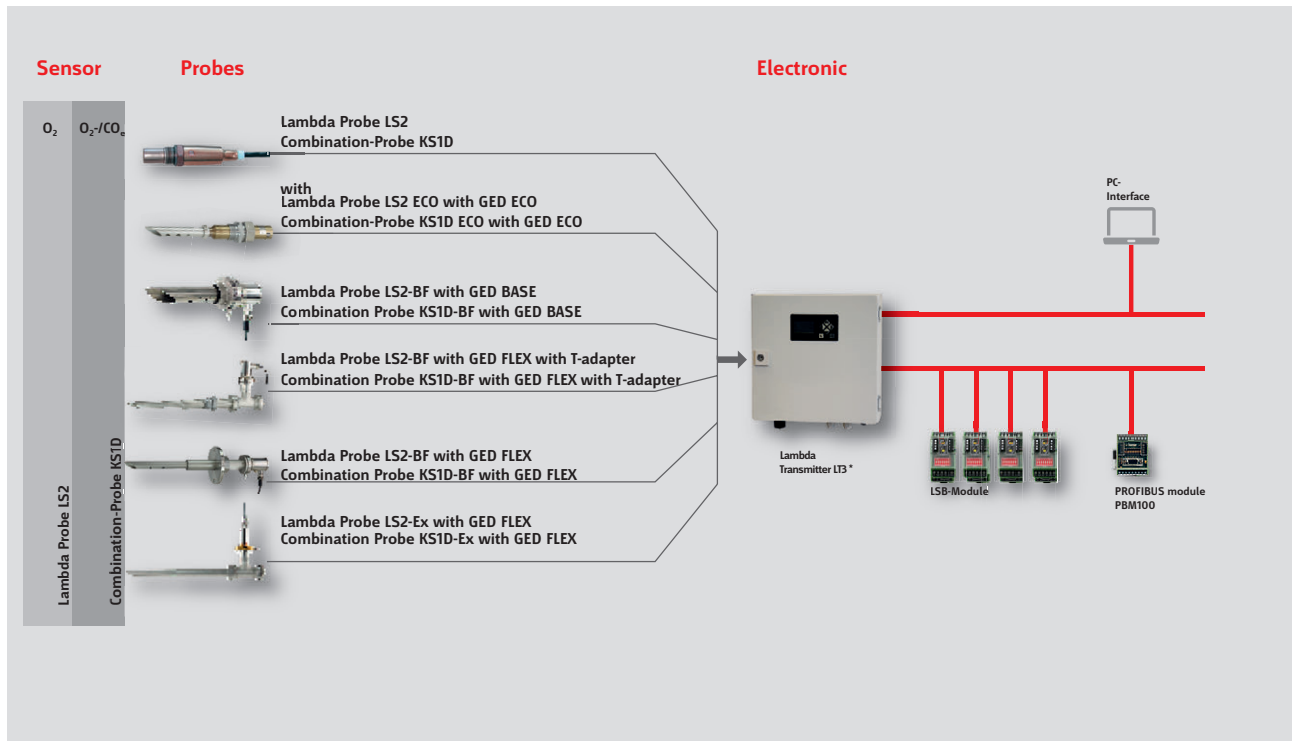 Sensor
Probes
Electronic
O₂
O₂-/COₑ
Lambda Probe LS2
Combination-Probe KS1D
Lambda Probe LS2
Combination-Probe KS1D
with
Lambda Probe LS2 ECO with GED ECO
Combination-Probe KS1D ECO with GED ECO
Lambda Probe LS2-BF with GED BASE
Combination Probe KS1D-BF with GED BASE
Lambda Probe LS2-BF with GED FLEX with T-adapter
Combination Probe KS1D-BF with GED FLEX with T-adapter
Lambda Probe LS2-BF with GED FLEX
Combination Probe KS1D-BF with GED FLEX
Lambda Probe LS2-Ex with GED FLEX
Combination Probe KS1D-Ex with GED FLEX
Lambda
Transmitter LT3 *
PC-
Interface
LSB-Module
PROFIBUS module
PBM100